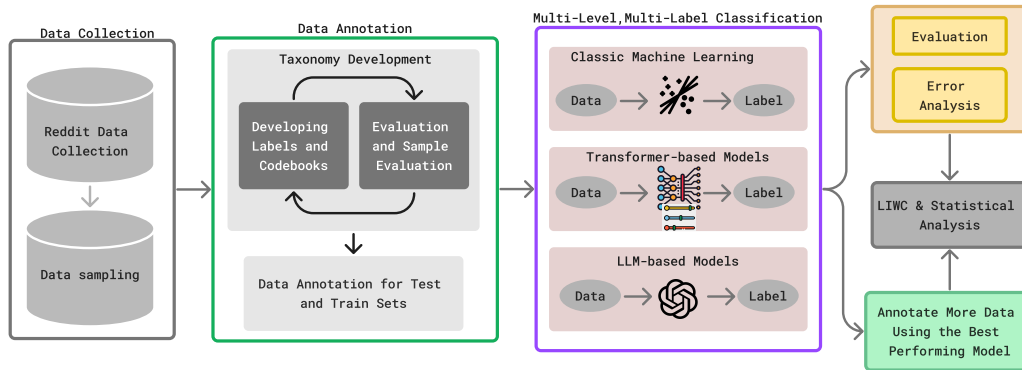 Data Collection
Reddit Data
Collection
Data sampling
Data Annotation
Taxonomy Development
Developing
Labels and
Codebooks
Evaluation
and Sample
Evaluation
Data Annotation for Test
and Train Sets
Multi-Level,Multi-Label Classification
Classic Machine Learning
Data
Label
Transformer-based Models
Data
Label
LLM-based Models
Data
Label
Evaluation
Error
Analysis
LIWC & Statistical
Analysis
Annotate More Data
Using the Best
Performing Model